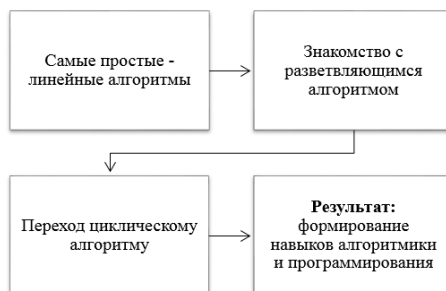 Самые простые -
линейные алгоритмы
Знакомство с
разветвляющимся
алгоритмом
Переход циклическому
алгоритму
Результат:
формирование
навыков алгоритмики
и программирования